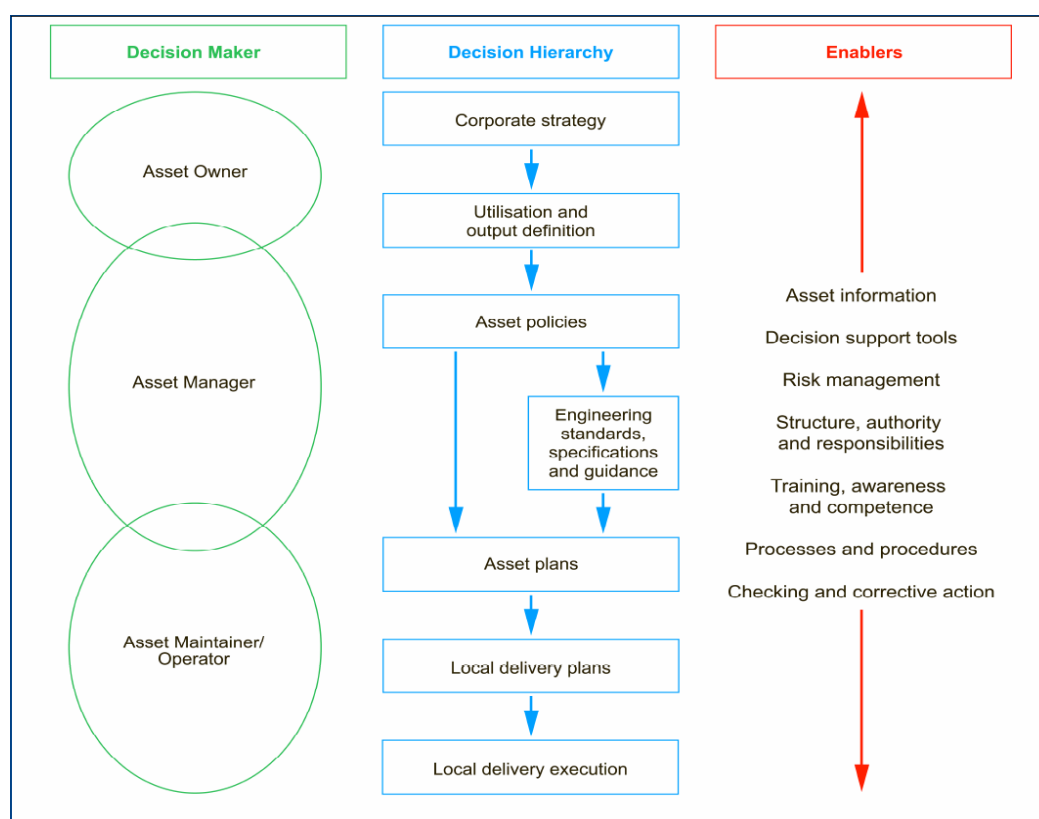 Decision Maker
Decision Hierarchy
Enablers
Asset Owner
Asset Manager
Asset Maintainer/
Operator
Corporate strategy
Utilisation and
output definition
Asset policies
Engineering
standards,
specifications
and guidance
Asset plans
Local delivery plans
Local delivery execution
Asset information
Decision support tools
Risk management
Structure, authority
and responsibilities
Training, awareness
and competence
Processes and procedures
Checking and corrective action